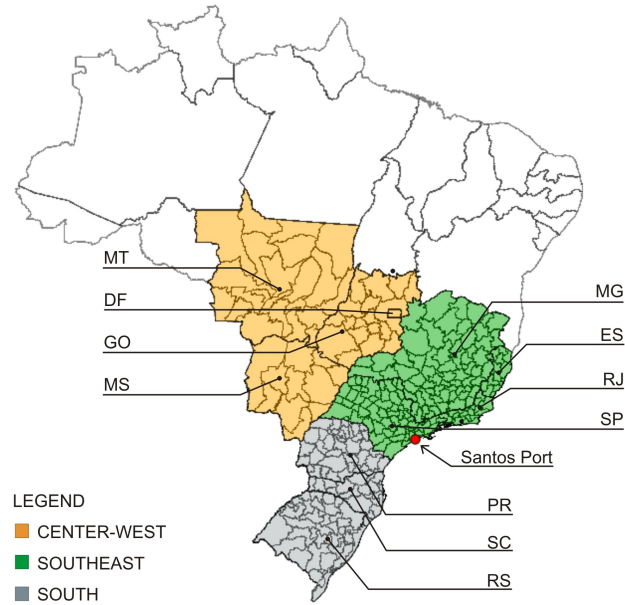 MT
DF
GO
MS
MG
ES
RJ
SP
Santos Port
PR
SC
RS
LEGEND
CENTER-WEST
SOUTHEAST
SOUTH